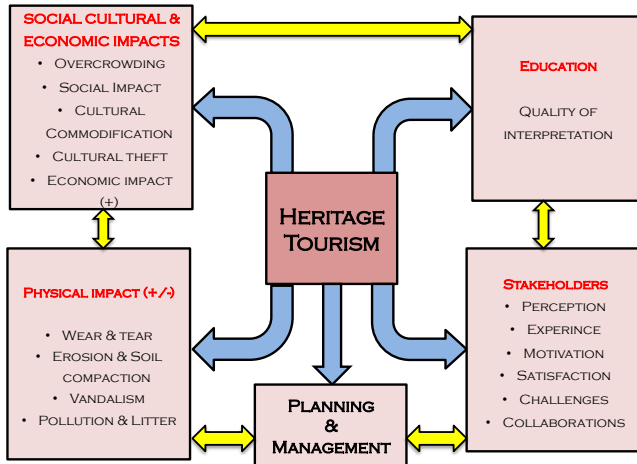 SOCIAL CULTURAL &
ECONOMIC IMPACTS
• OVERCROWDING
• SOCIAL IMPACT
• CULTURAL
COMMODIFICATION
• CULTURAL THEFT
• ECONOMIC IMPACT
(+)
EDUCATION
QUALITY OF
INTERPRETATION
HERITAGE
TOURISM
PHYSICAL IMPACT (+/-)
• WEAR & TEAR
• EROSION & SOIL
COMPACTION
• VANDALISM
• POLLUTION & LITTER
PLANNING
&
MANAGEMENT
STAKEHOLDERS
• PERCEPTION
• EXPERINCE
• MOTIVATION
• SATISFACTION
• CHALLENGES
• COLLABORATIONS